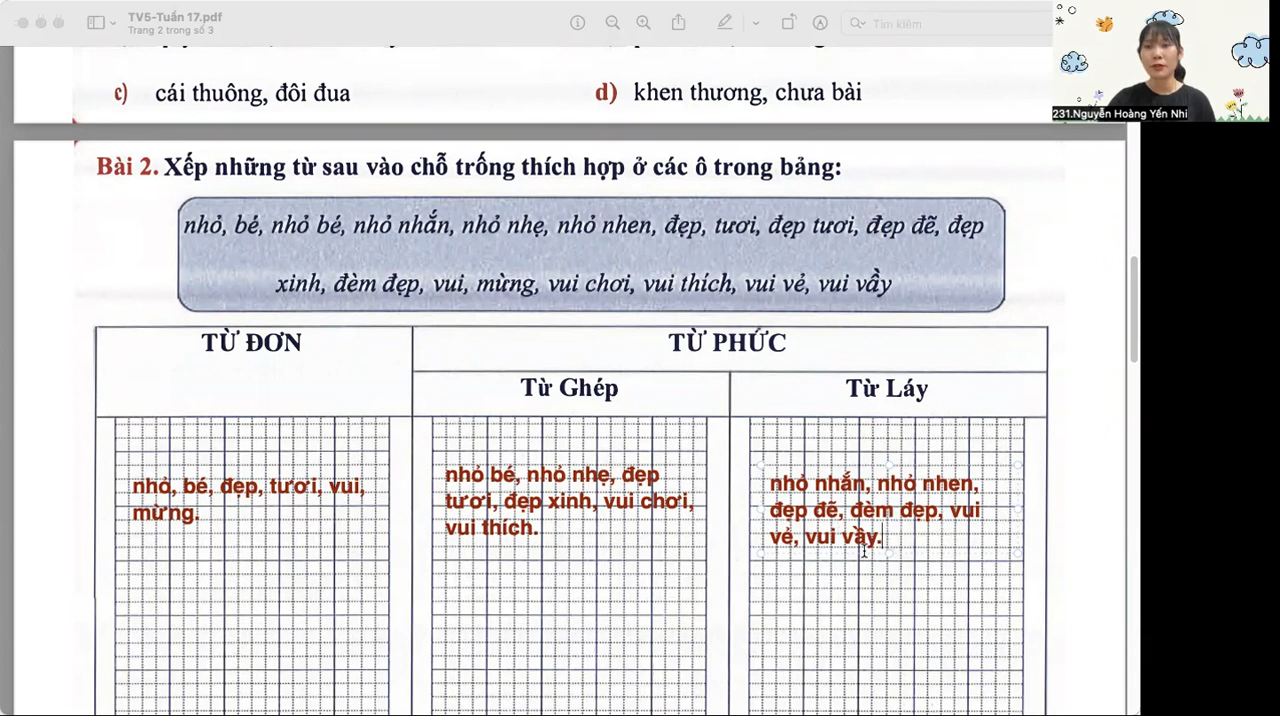 TV5-Tuần 17.pdf
Trang 2 trong số 3
Tìm kiếm
231.Nguyễn Hoàng Yến Nhi
c) cái thuông, đôi đua
d) khen thương, chưa bài
Bài 2. Xếp những từ sau vào chỗ trống thích hợp ở các ô trong bảng:
nhỏ, bé, nhỏ bé, nhỏ nhắn, nhỏ nhẹ, nhỏ nhen, đẹp, tươi, đẹp tươi, đẹp đẽ, đẹp
xinh, đèm đẹp, vui, mừng, vui chơi, vui thích, vui vẻ, vui vầy
TỪ ĐƠN
TỪ PHỨC
Từ Ghép
Từ Láy
nhỏ, bé, đẹp, tươi, vui,
mừng.
nhỏ bé, nhỏ nhẹ, đẹp
tươi, đẹp xinh, vui chơi,
vui thích.
nhỏ nhắn, nhỏ nhen,
đẹp đẽ, đèm đẹp, vui
vẻ, vui vầy.